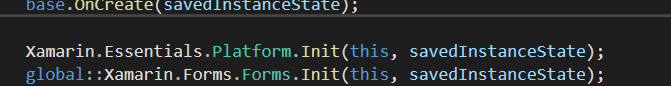 base.OnCreate(savedInstanceState);
Xamarin.Essentials.Platform.Init(this, savedInstanceState);
global::Xamarin.Forms.Forms.Init(this, savedInstanceState);